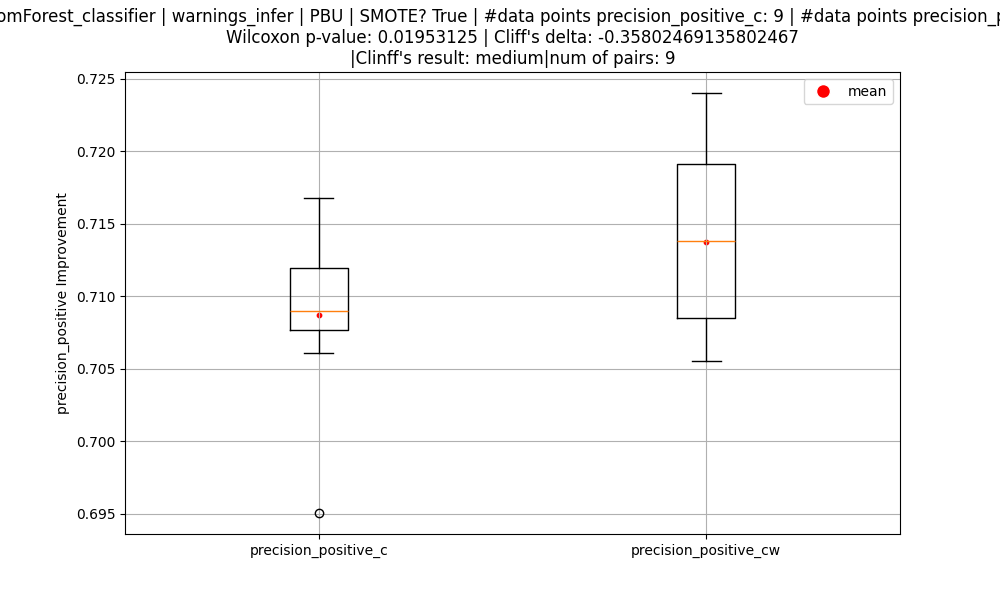 omForest_classifier | warnings_infer | PBU | SMOTE? True | #data points precision_positive_c: 9 | #data points precision_p
Wilcoxon p-value: 0.01953125 | Cliff's delta: -0.35802469135802467
|Clinff's result: medium|num of pairs: 9
mean
precision_positive Improvement
0.725
0.720
0.715
0.710
0.705
0.700
0.695
precision_positive_c
precision_positive_cw